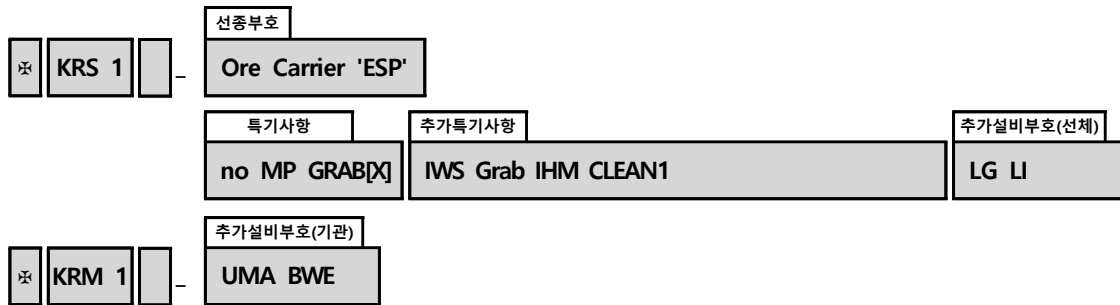 선종부호
✠ KRS 1 – Ore Carrier 'ESP'
특기사항 추가특기사항 추가설비부호(선체)
no MP GRAB[X] IWS Grab IHM CLEAN1 LG LI
추가설비부호(기관)
✠ KRM 1 – UMA BWE